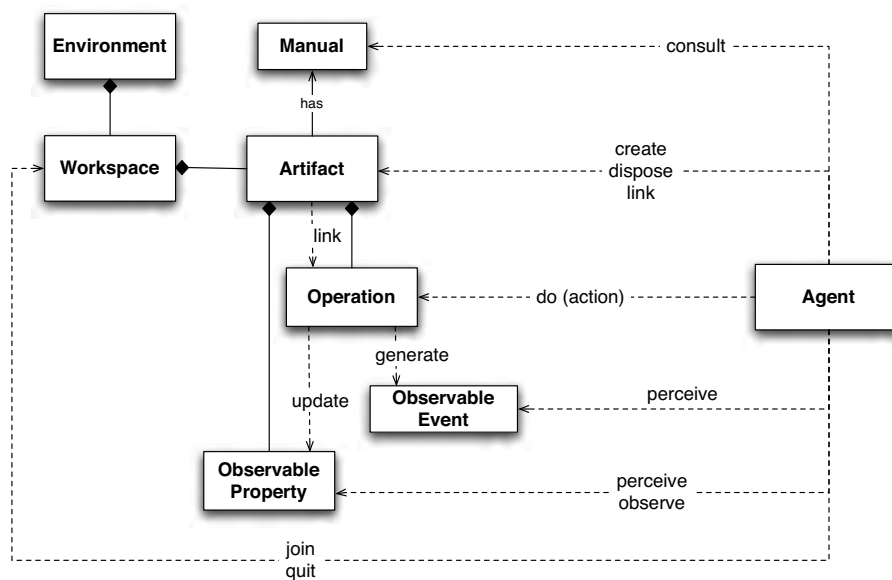 Environment
Manual
consult
has
Workspace
Artifact
create
dispose
link
link
Operation
do (action)
Agent
generate
update
Observable
Event
perceive
Observable
Property
perceive
observe
join
quit